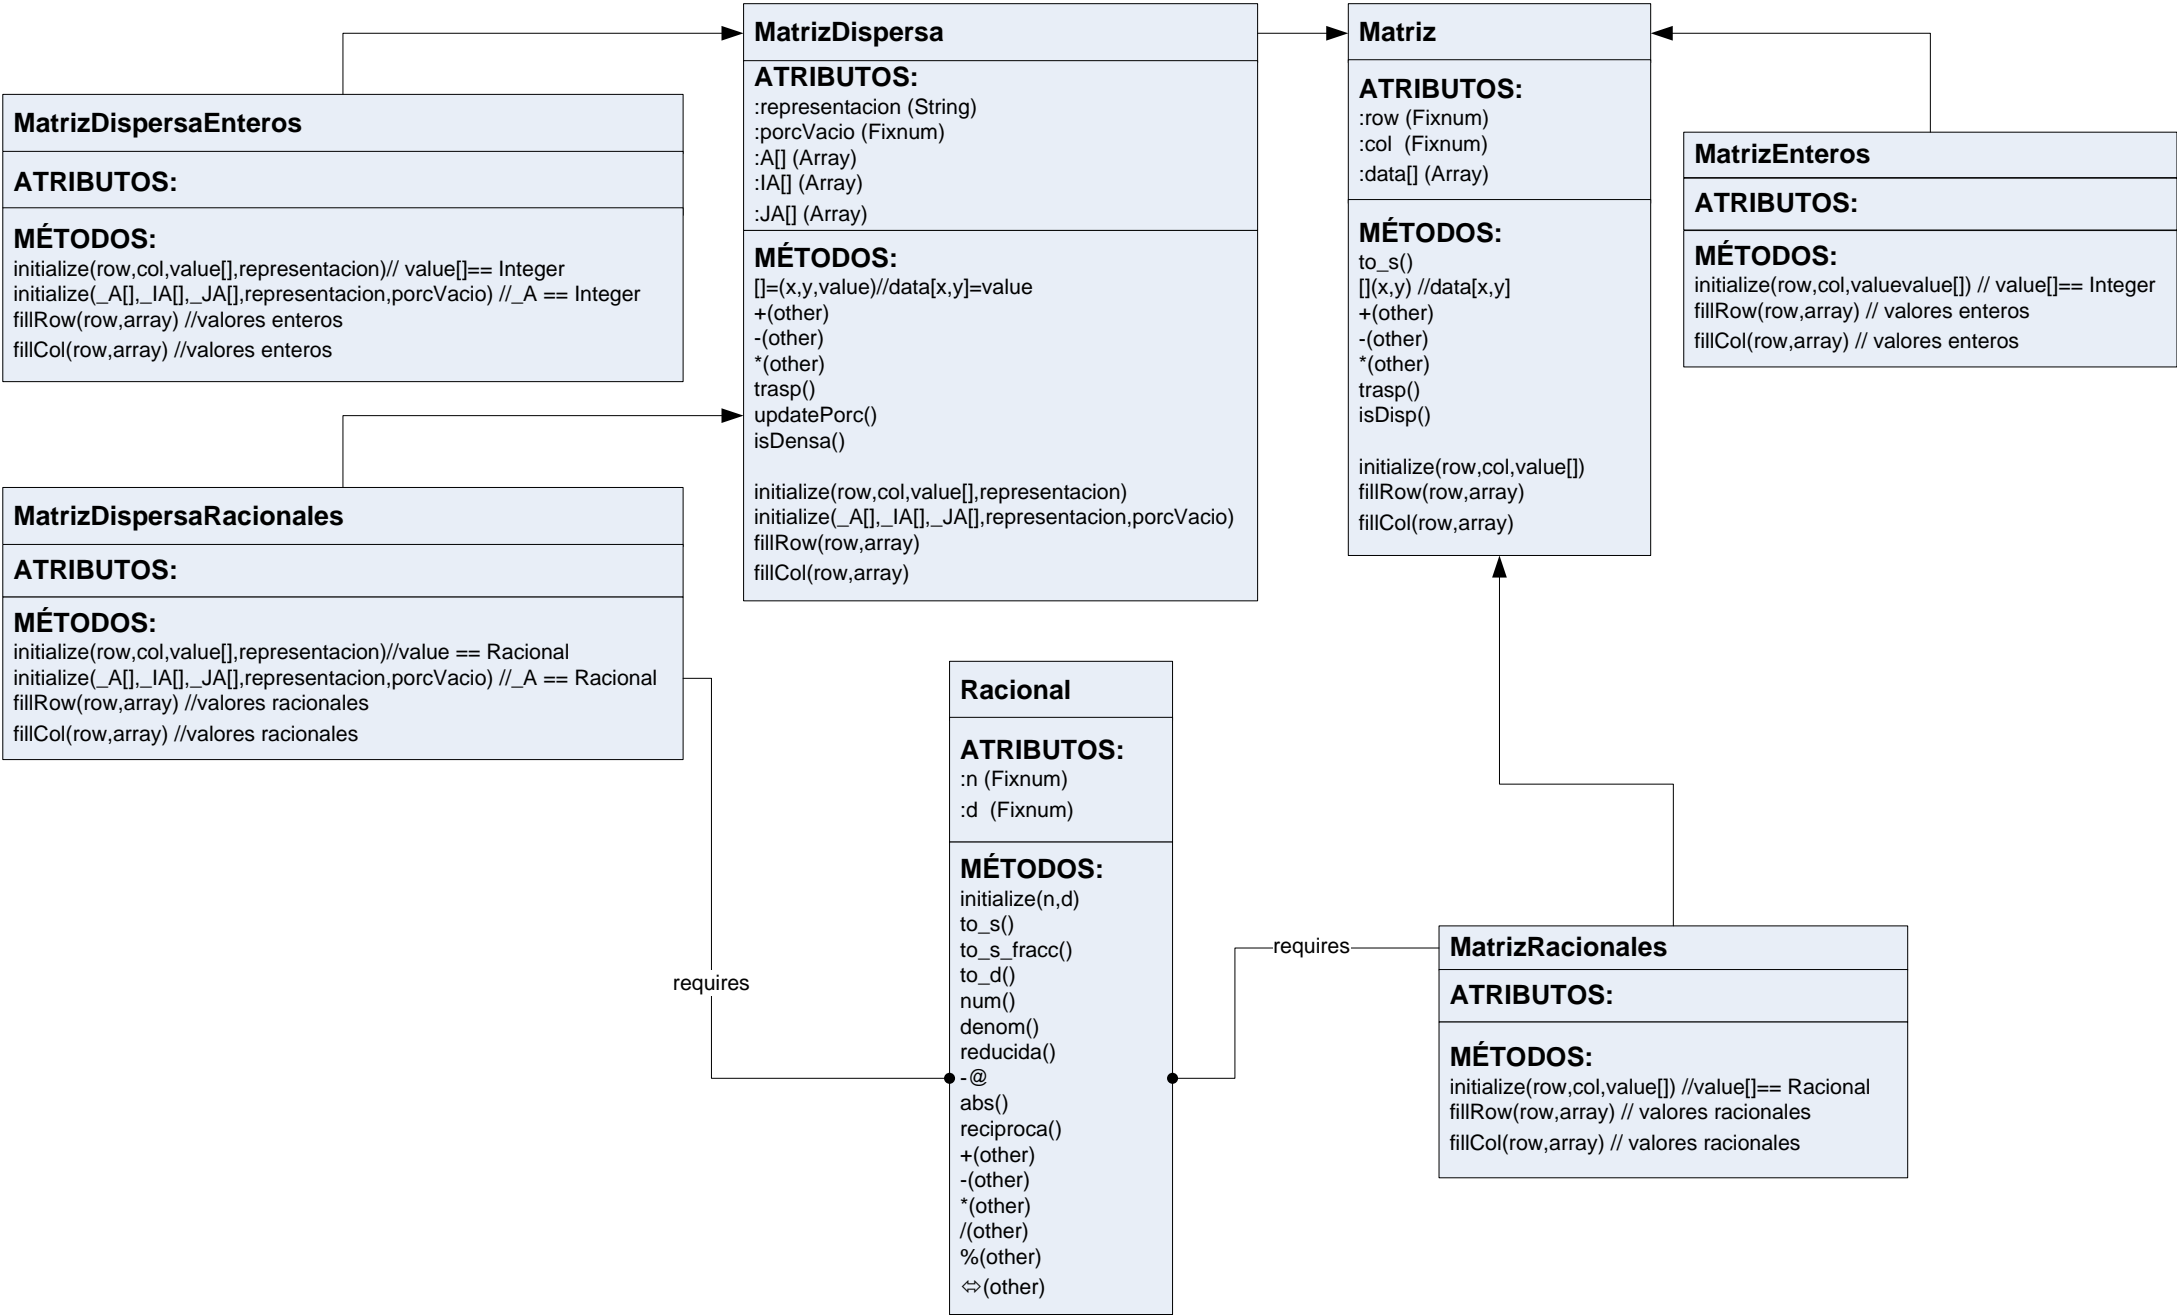 MatrizDispersaEnteros
ATRIBUTOS:
MÉTODOS:
initialize(row,col,value[],representacion)// value[]== Integer
initialize(_A[],_IA[],_JA[],representacion,porcVacio) //_A == Integer
fillRow(row,array) //valores enteros
fillCol(row,array) //valores enteros
MatrizDispersa
ATRIBUTOS:
:representacion (String)
:porcVacio (Fixnum)
:A[] (Array)
:IA[] (Array)
:JA[] (Array)
MÉTODOS:
[]=(x,y,value)//data[x,y]=value
+(other)
-(other)
*(other)
trasp()
updatePorc()
isDensa()
initialize(row,col,value[],representacion)
initialize(_A[],_IA[],_JA[],representacion,porcVacio)
fillRow(row,array)
fillCol(row,array)
Matriz
ATRIBUTOS:
:row (Fixnum)
:col  (Fixnum)
:data[] (Array)
MÉTODOS:
to_s()
[](x,y) //data[x,y]
+(other)
-(other)
*(other)
trasp()
isDisp()
initialize(row,col,value[])
fillRow(row,array)
fillCol(row,array)
MatrizEnteros
ATRIBUTOS:
MÉTODOS:
initialize(row,col,valuevalue[]) // value[]== Integer
fillRow(row,array) // valores enteros
fillCol(row,array) // valores enteros
MatrizDispersaRacionales
ATRIBUTOS:
MÉTODOS:
initialize(row,col,value[],representacion)//value == Racional
initialize(_A[],_IA[],_JA[],representacion,porcVacio) //_A == Racional
fillRow(row,array) //valores racionales
fillCol(row,array) //valores racionales
requires
Racional
ATRIBUTOS:
:n (Fixnum)
:d  (Fixnum)
MÉTODOS:
initialize(n,d)
to_s()
to_s_fracc()
to_d()
num()
denom()
reducida()
-@
abs()
reciproca()
+(other)
-(other)
*(other)
/(other)
%(other)
⇔(other)
requires
MatrizRacionales
ATRIBUTOS:
MÉTODOS:
initialize(row,col,value[]) //value[]== Racional
fillRow(row,array) // valores racionales
fillCol(row,array) // valores racionales